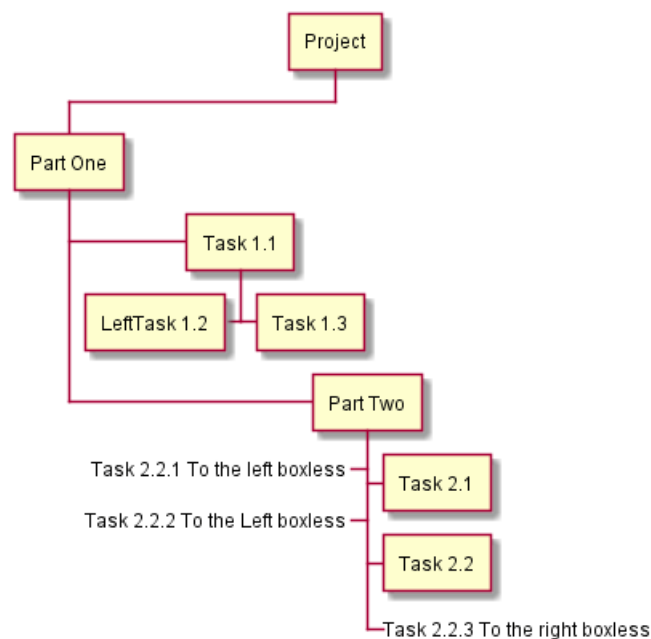 Project
Part One
Task 1.1
LeftTask 1.2
Task 1.3
Part Two
Task 2.2.1 To the left boxless
Task 2.1
Task 2.2.2 To the Left boxless
Task 2.2
Task 2.2.3 To the right boxless